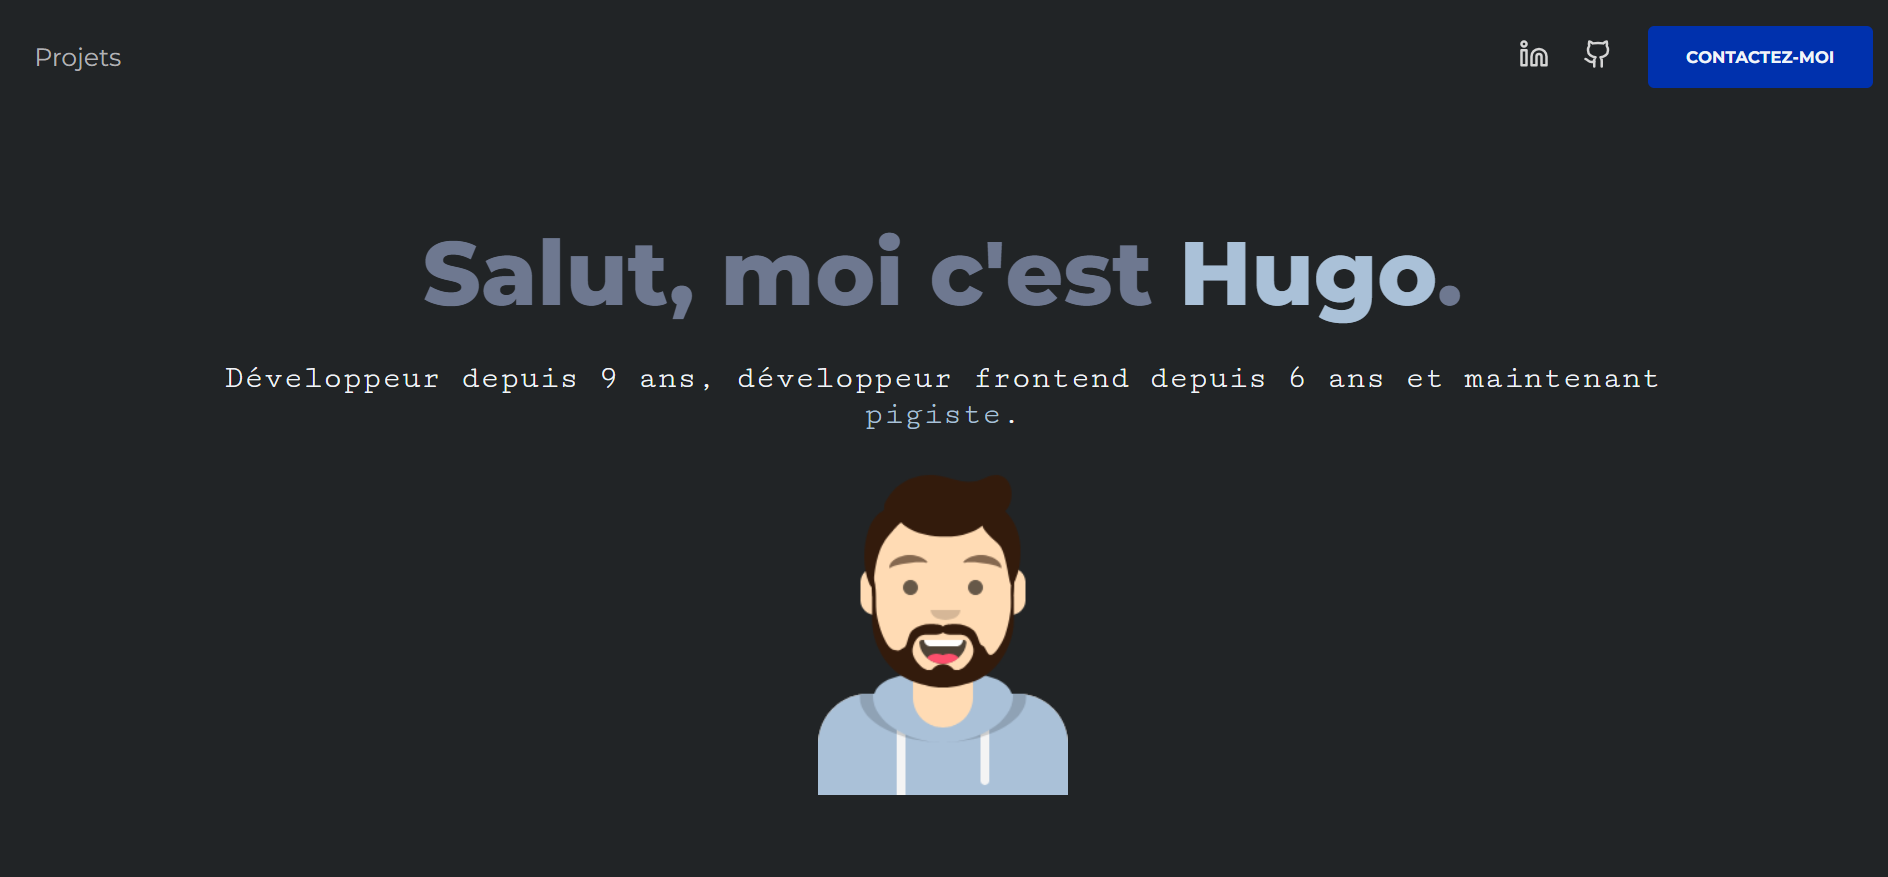 Projets
CONTACTEZ-MOI
Salut, moi c'est Hugo.
Développeur depuis 9 ans, développeur frontend depuis 6 ans et maintenant
pigiste.